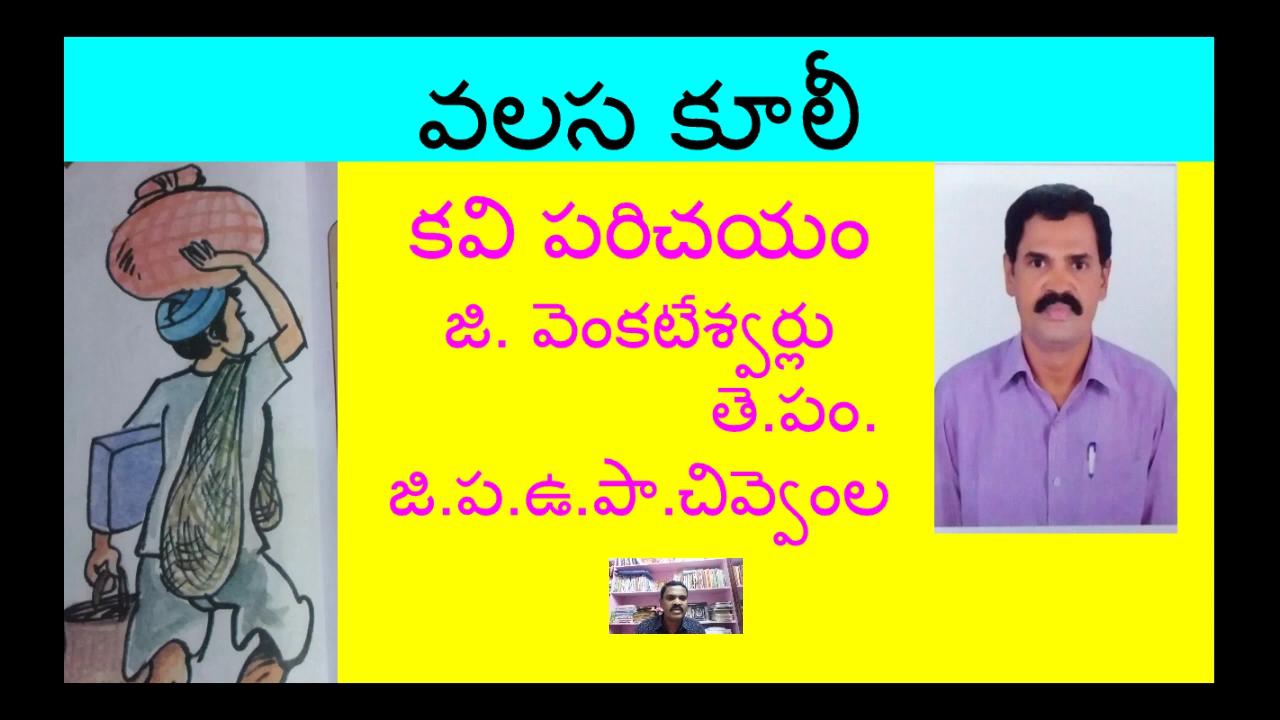 వలస కూలీ
కవి పరిచయం
జి. వెంకటేశ్వర్లు
తె.పం.
జి.ప.ఉ.పా.చివ్వెంల